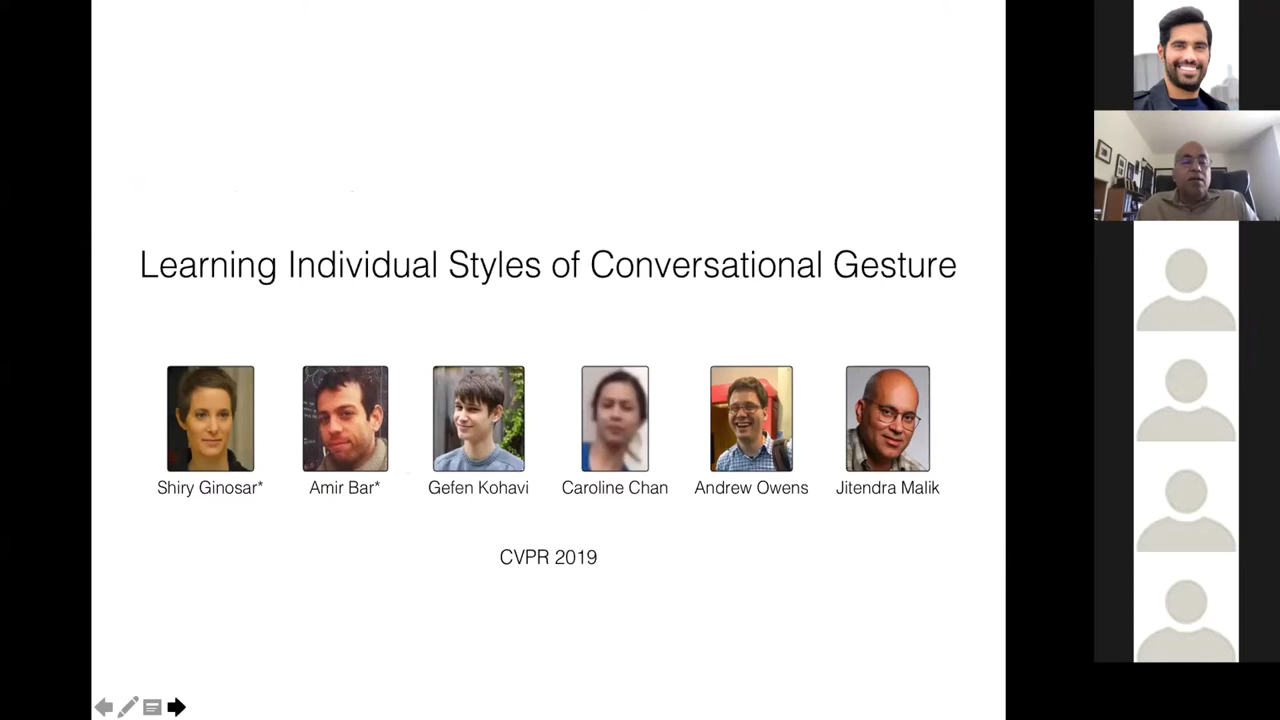 Learning Individual Styles of Conversational Gesture
Shiry Ginosar* Amir Bar* Gefen Kohavi Caroline Chan Andrew Owens Jitendra Malik
CVPR 2019